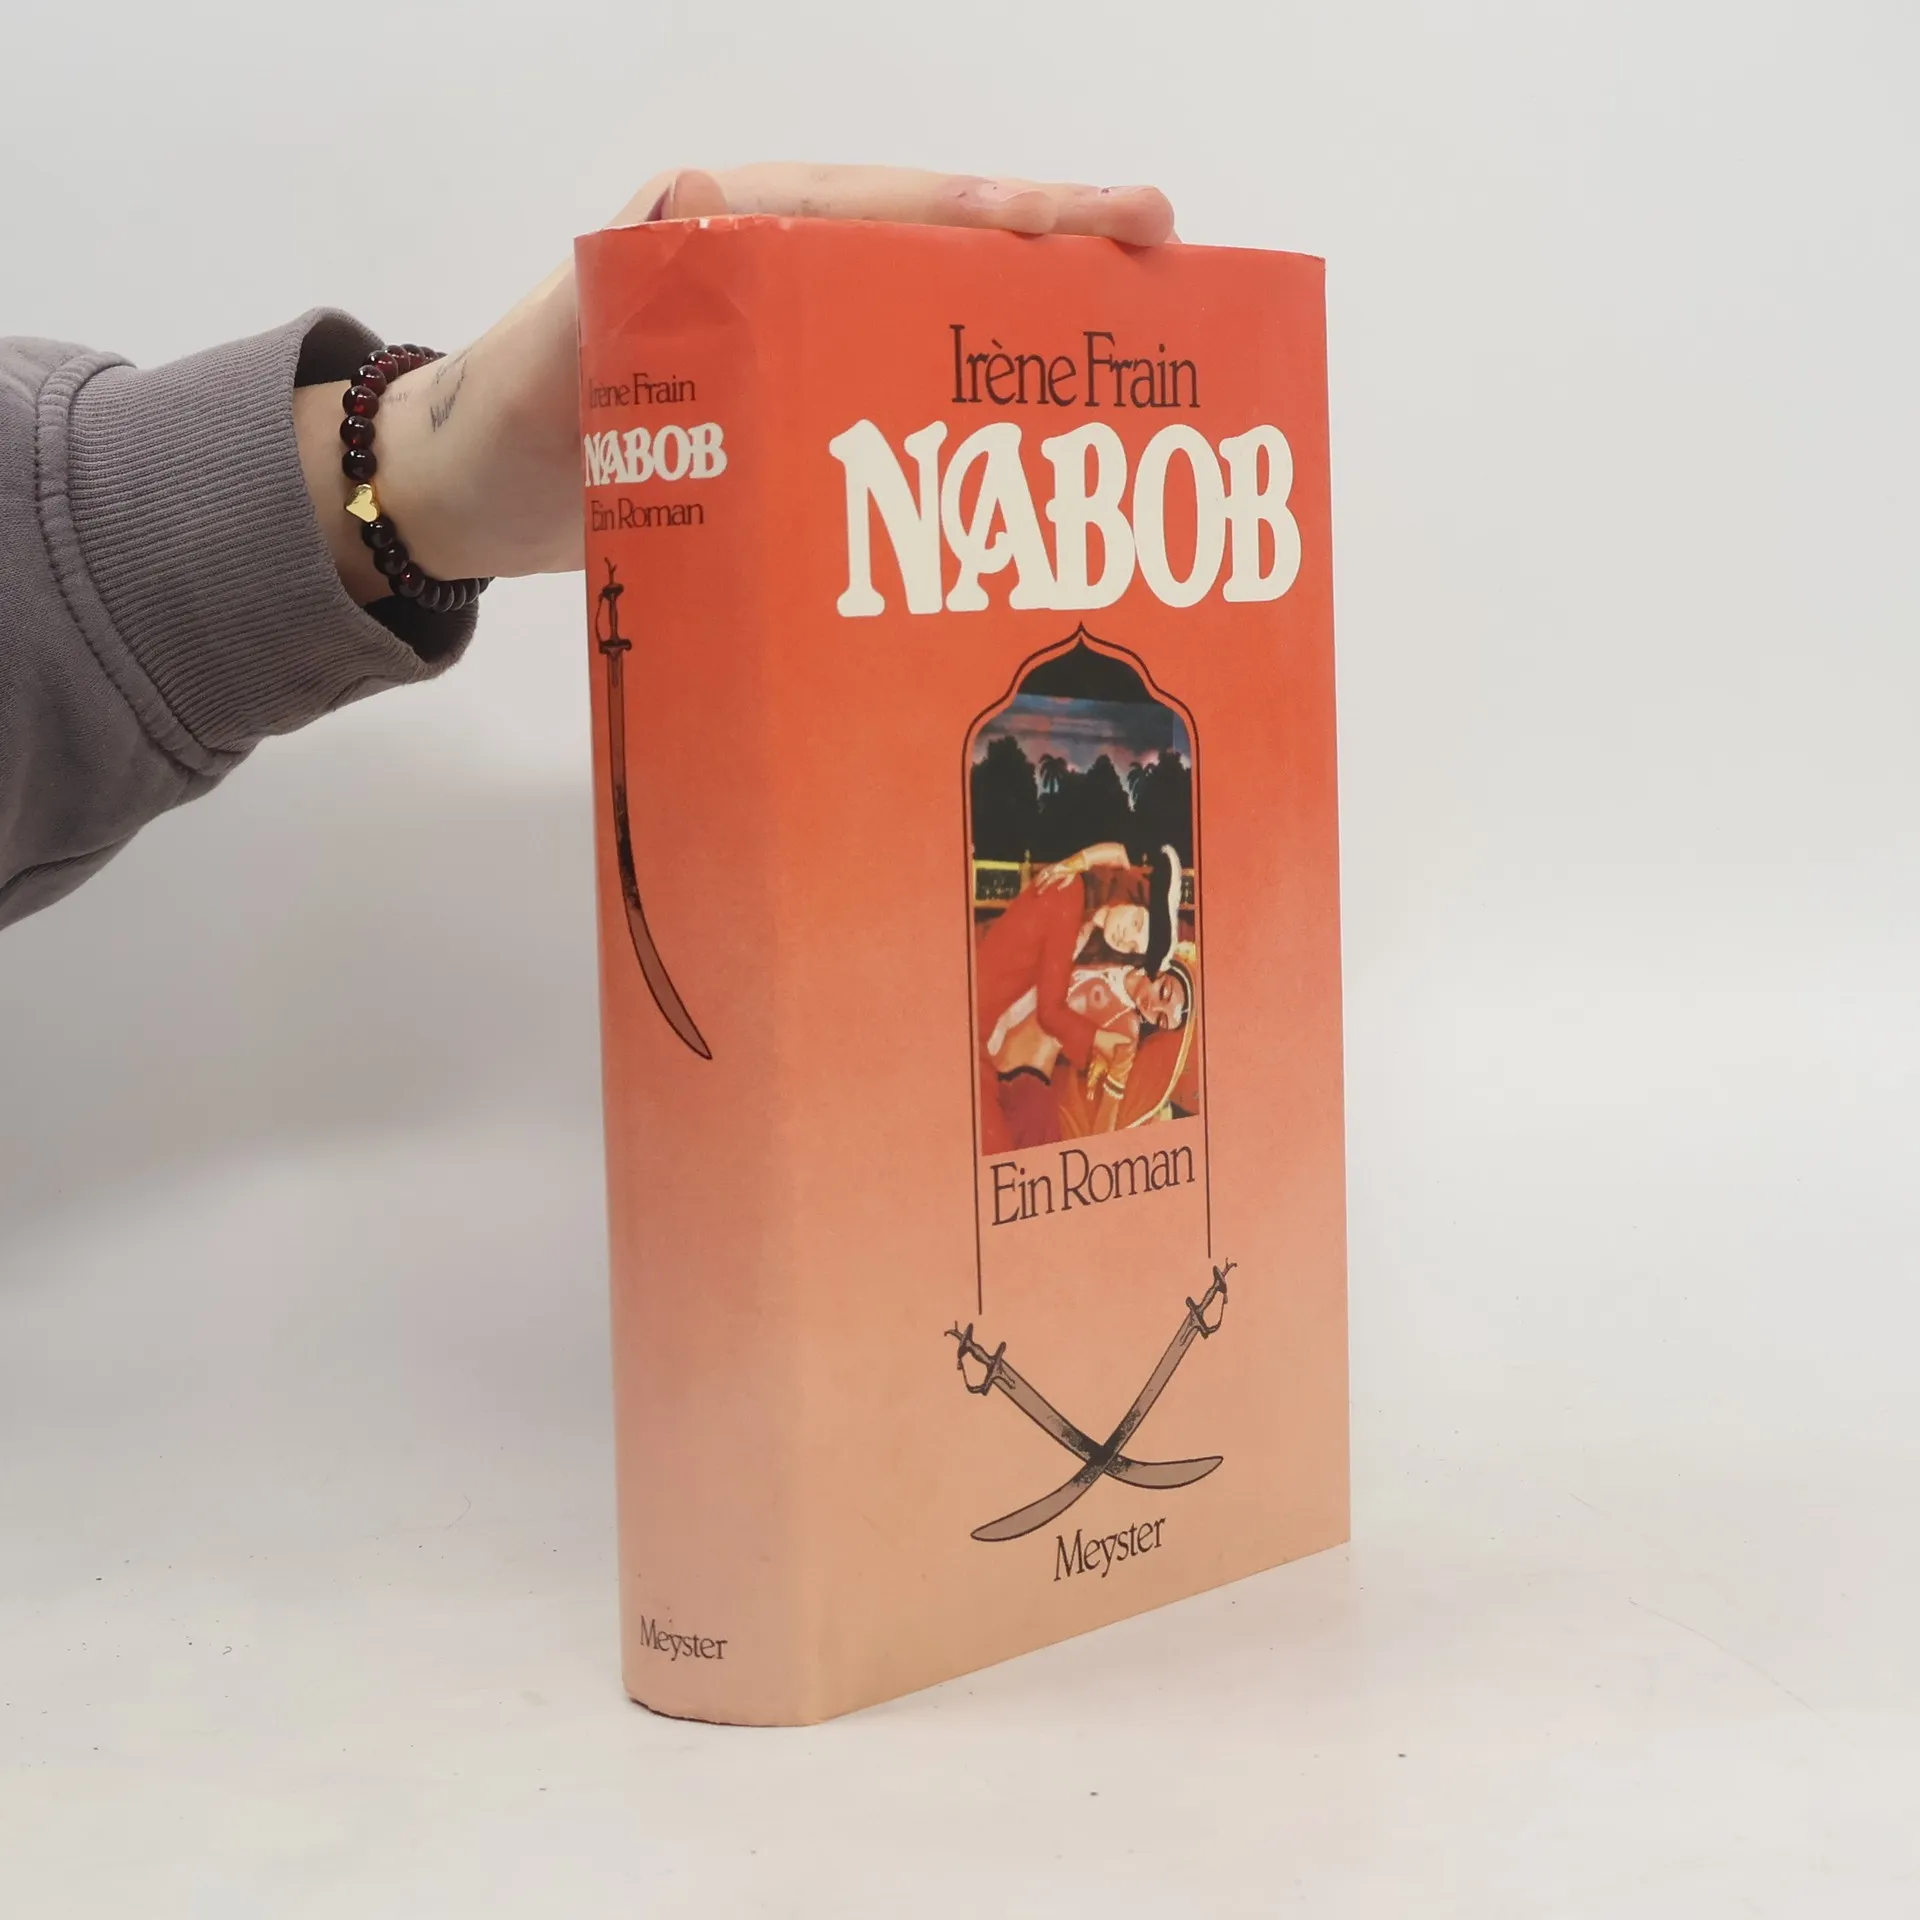 Irène Frain
NABOB
Ein Roman
Meyster
Irène Frain
NABOB
Ein Roman
Meyster